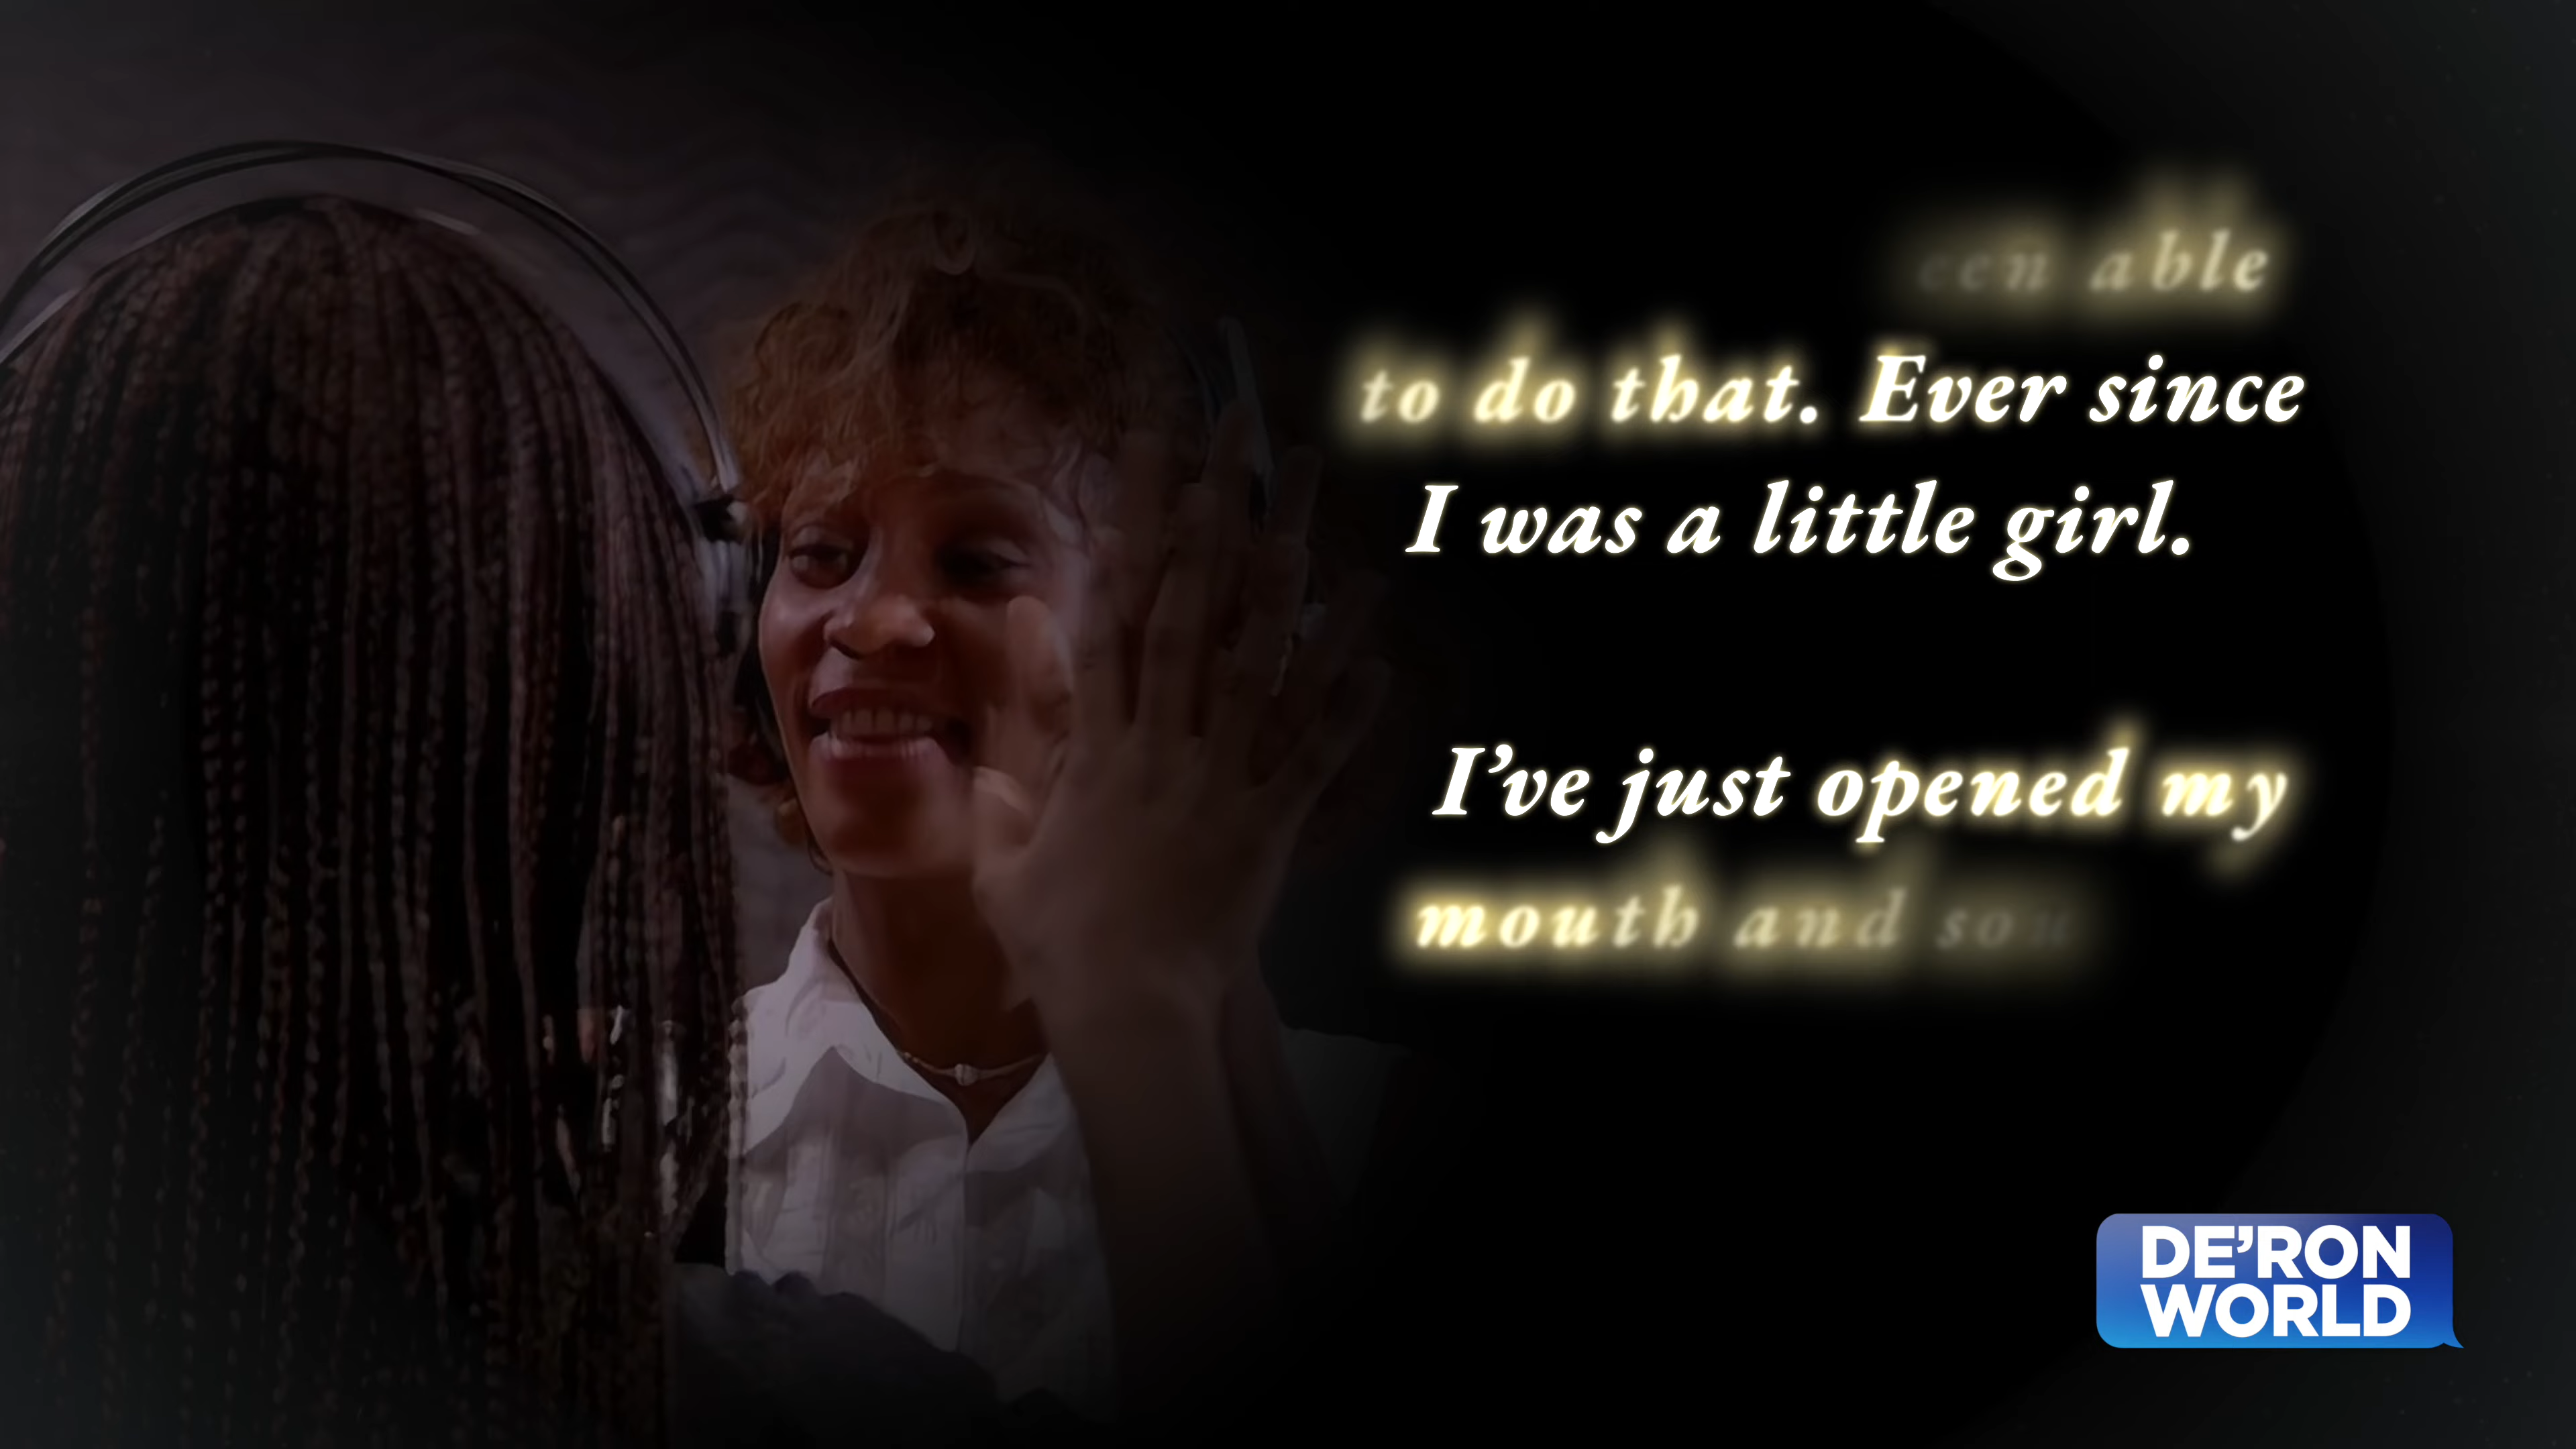 able
to do that. Ever since
I was a little girl.
I’ve just opened my
mouth and
DE’RON
WORLD